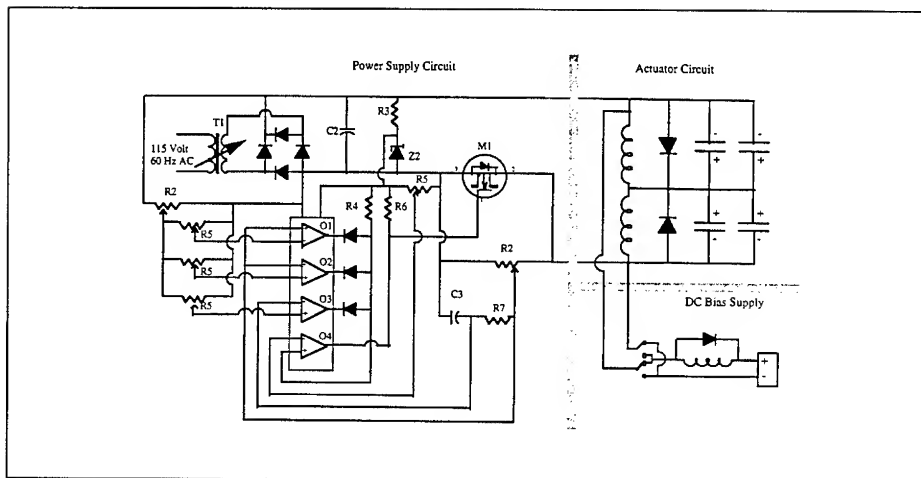 Power Supply Circuit
Actuator Circuit
R3
T1
C2
M1
115 Volt
60 Hz AC
Z2
R5
R2
R4
R6
O1
R5
R2
O2
R5
O3
C3
R7
DC Bias Supply
R5
O4